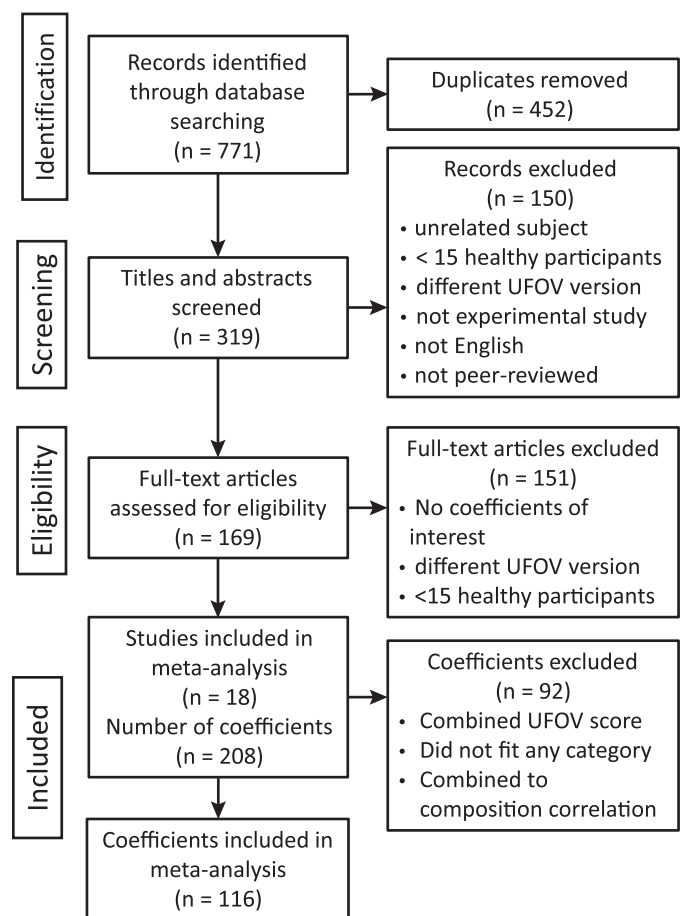 Identification
Records identified
through database
searching
(n = 771)
Duplicates removed
(n = 452)
Records excluded
(n = 150)
• unrelated subject
• < 15 healthy participants
• different UFOV version
• not experimental study
• not English
• not peer-reviewed
Screening
Titles and abstracts
screened
(n = 319)
Eligibility
Full-text articles
assessed for eligibility
(n = 169)
Full-text articles excluded
(n = 151)
• No coefficients of
interest
• different UFOV version
• <15 healthy participants
Included
Studies included in
meta-analysis
(n = 18)
Number of coefficients
(n = 208)
Coefficients excluded
(n = 92)
• Combined UFOV score
• Did not fit any category
• Combined to
composition correlation
Coefficients included in
meta-analysis
(n = 116)